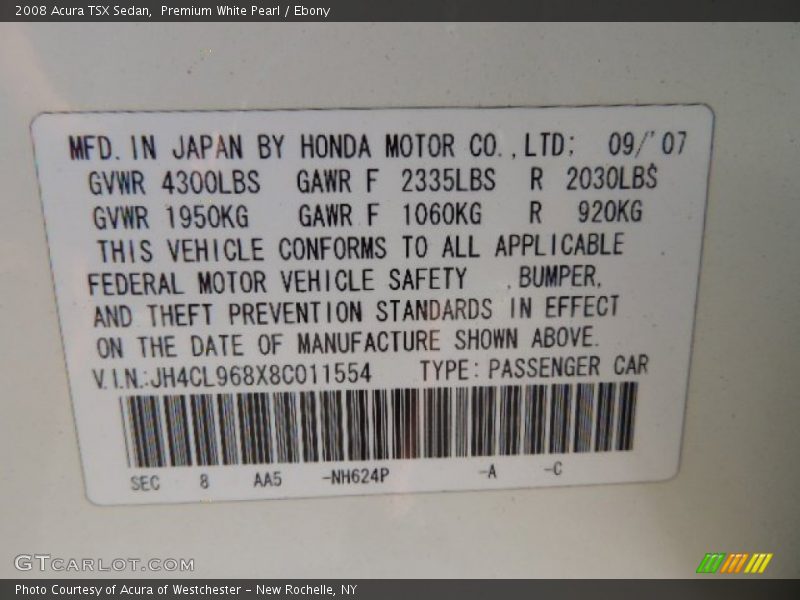 2008 Acura TSX Sedan,  Premium White Pearl / Ebony
MFD. IN JAPAN BY HONDA MOTOR CO., LTD; 09/'07
GVWR 4300LBS GAWR F 2335LBS R 2030LBS
GVWR 1950KG GAWR F 1060KG R 920KG
THIS VEHICLE CONFORMS TO ALL APPLICABLE
FEDERAL MOTOR VEHICLE SAFETY , BUMPER,
AND THEFT PREVENTION STANDARDS IN EFFECT
ON THE DATE OF MANUFACTURE SHOWN ABOVE.
V.I.N.:JH4CL968X8C011554 TYPE: PASSENGER CAR
SEC 8 AA5 -NH624P -A -C
GTCARLOT.COM
Photo Courtesy of Acura of Westchester - New Rochelle, NY